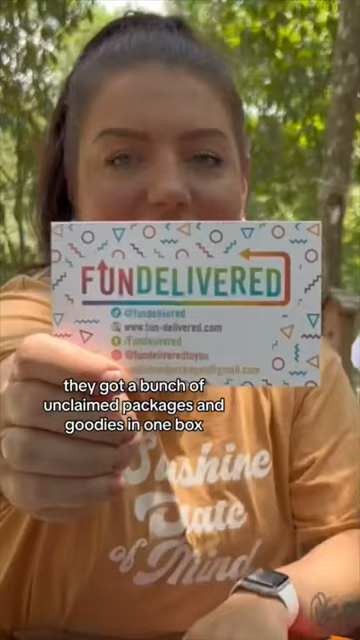 FUNDELIVERED
@fundelivered
www.fun-delivered.com
/Fundelivered
@fundeliveredtoyou
they got a bunch of
unclaimed packages and
goodies in one box
Sunshine
State
of Mind